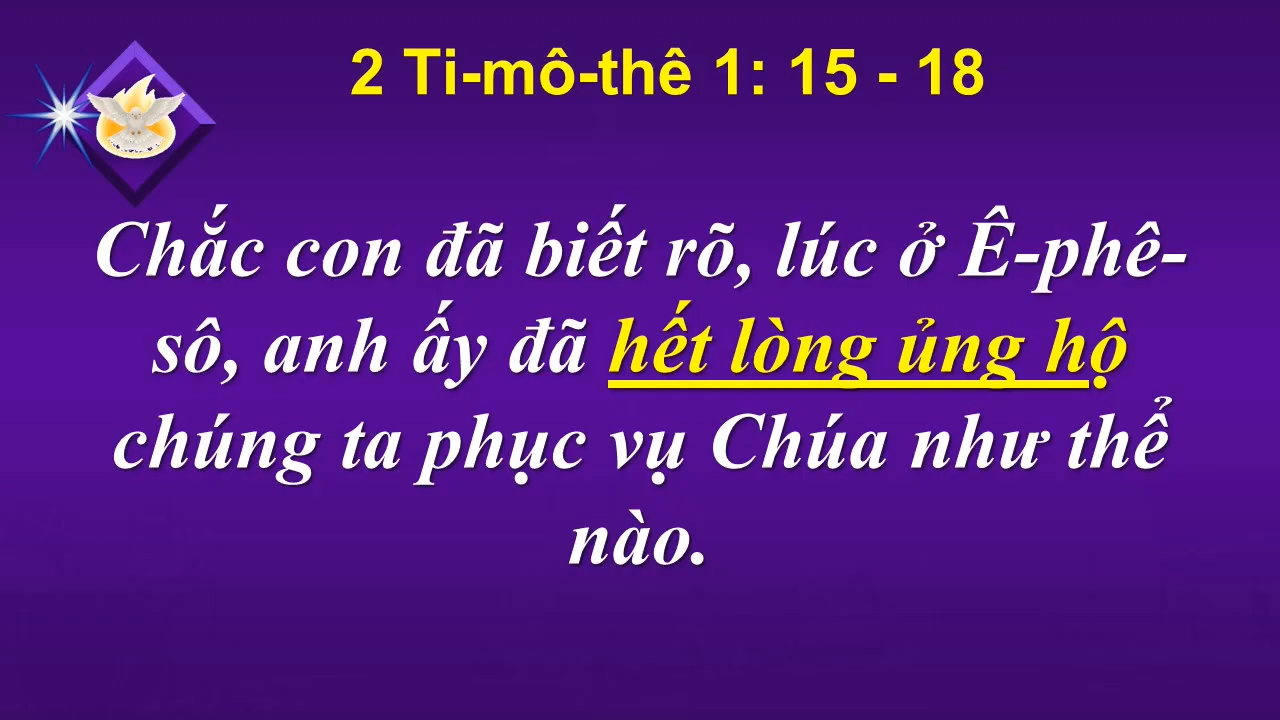 2 Ti-mô-thê 1: 15 - 18
Chắc con đã biết rõ, lúc ở Ê-phê-
sô, anh ấy đã hết lòng ủng hộ
chúng ta phục vụ Chúa như thể
nào.